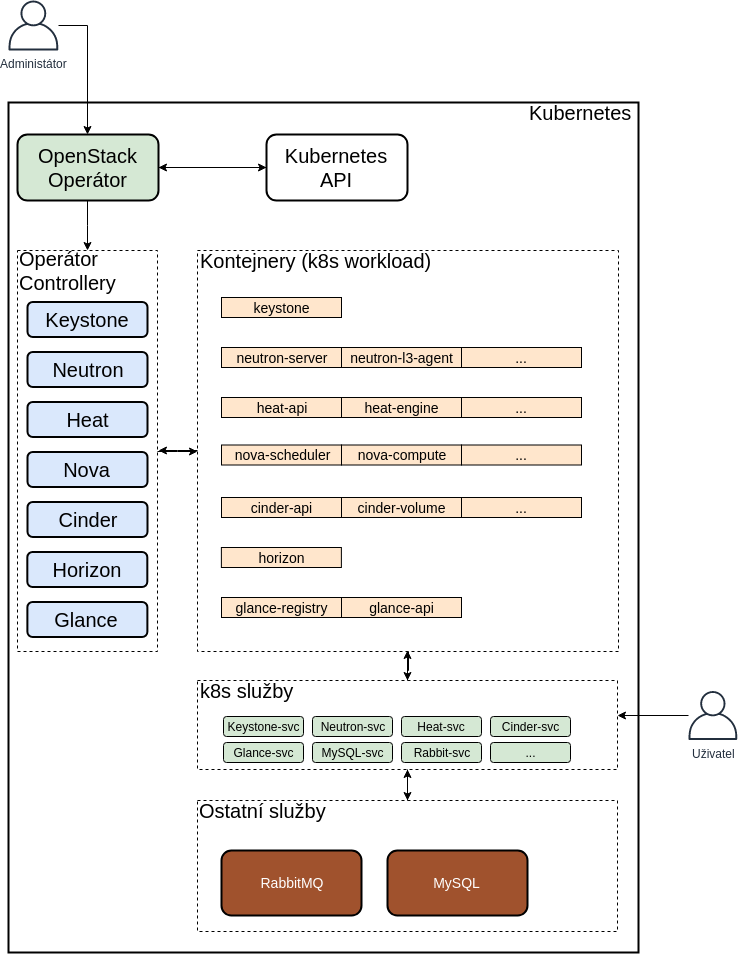 Administátor
Kubernetes
OpenStack
Operátor
Kubernetes
API
Operátor
Controllery
Keystone
Neutron
Heat
Nova
Cinder
Horizon
Glance
Kontejnery (k8s workload)
keystone
neutron-server neutron-l3-agent ...
heat-api heat-engine ...
nova-scheduler nova-compute ...
cinder-api cinder-volume ...
horizon
glance-registry glance-api
k8s služby
Keystone-svc Neutron-svc Heat-svc Cinder-svc
Glance-svc MySQL-svc Rabbit-svc ...
Uživatel
Ostatní služby
RabbitMQ MySQL